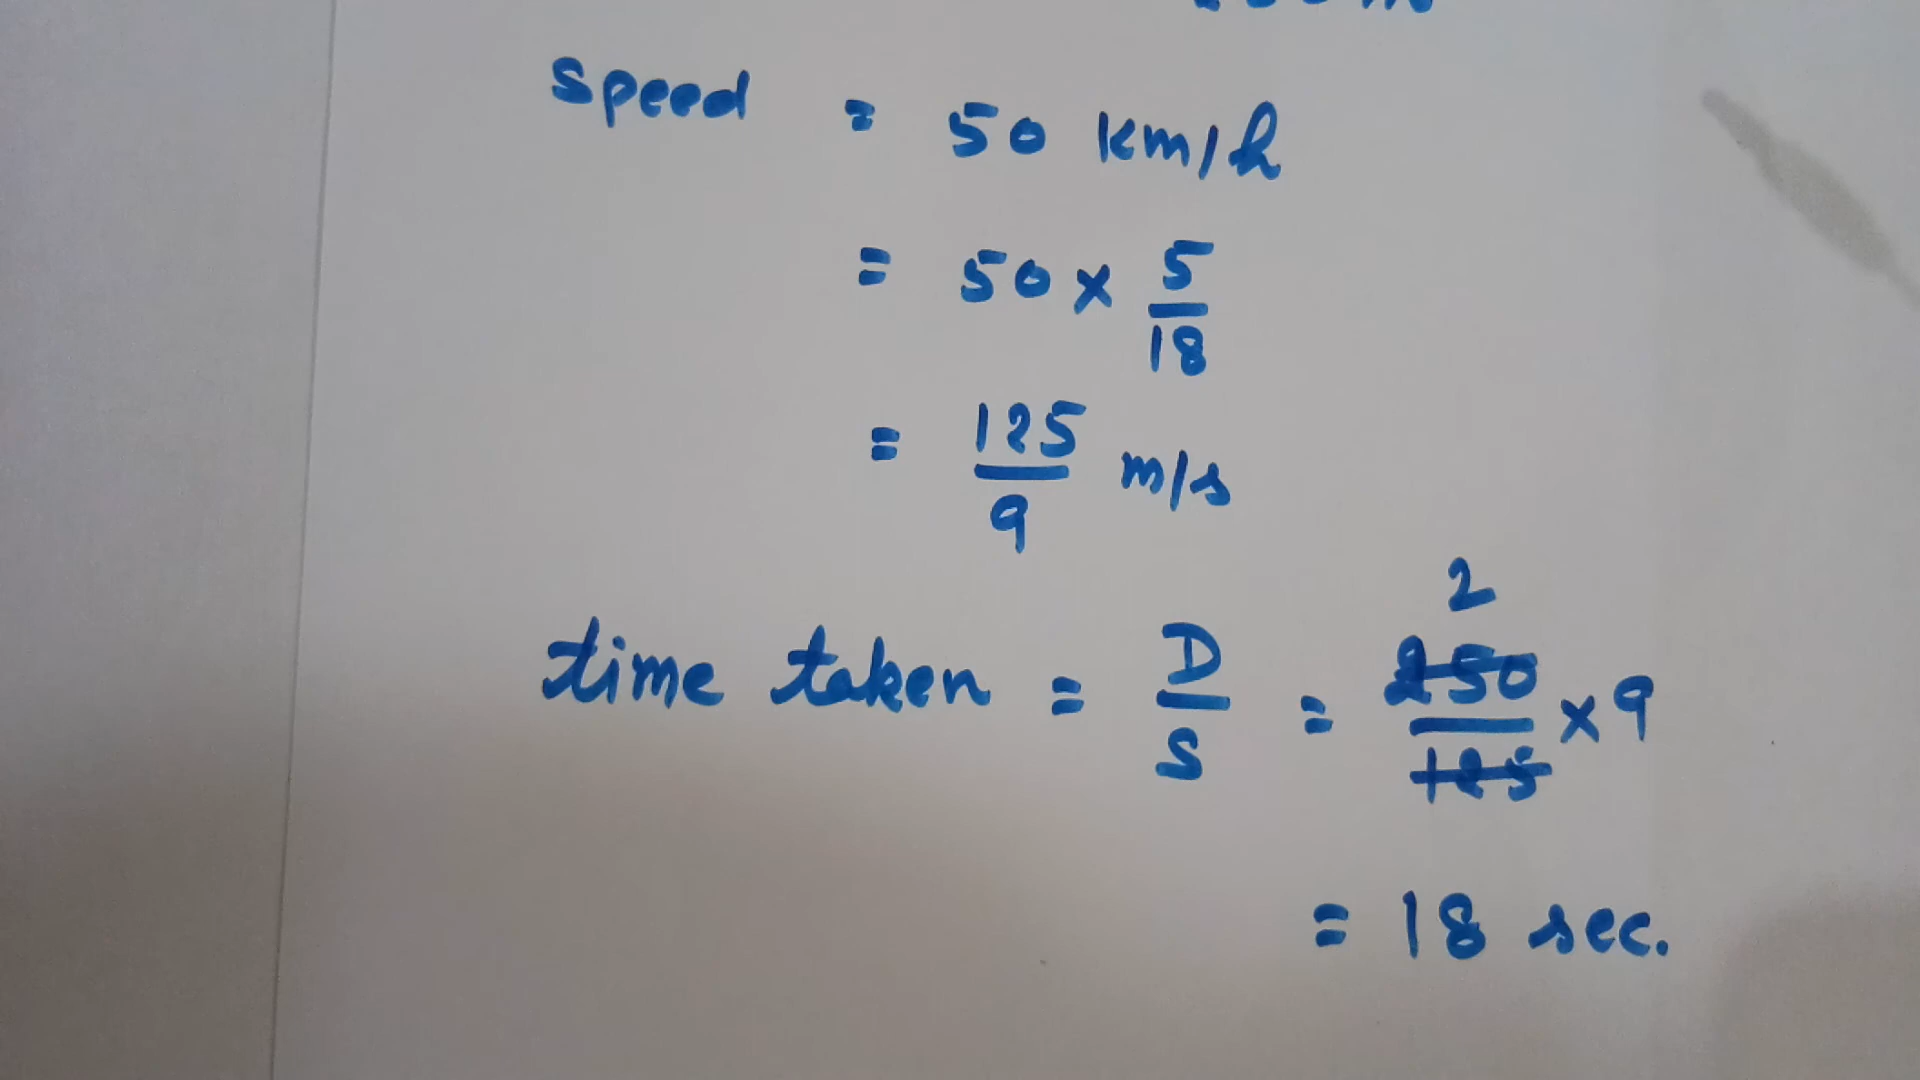 speed = 50 km/h
= 50 × 5/18
= 125/9 m/s
2
time taken = D/S = 250/125 × 9
= 18 sec.